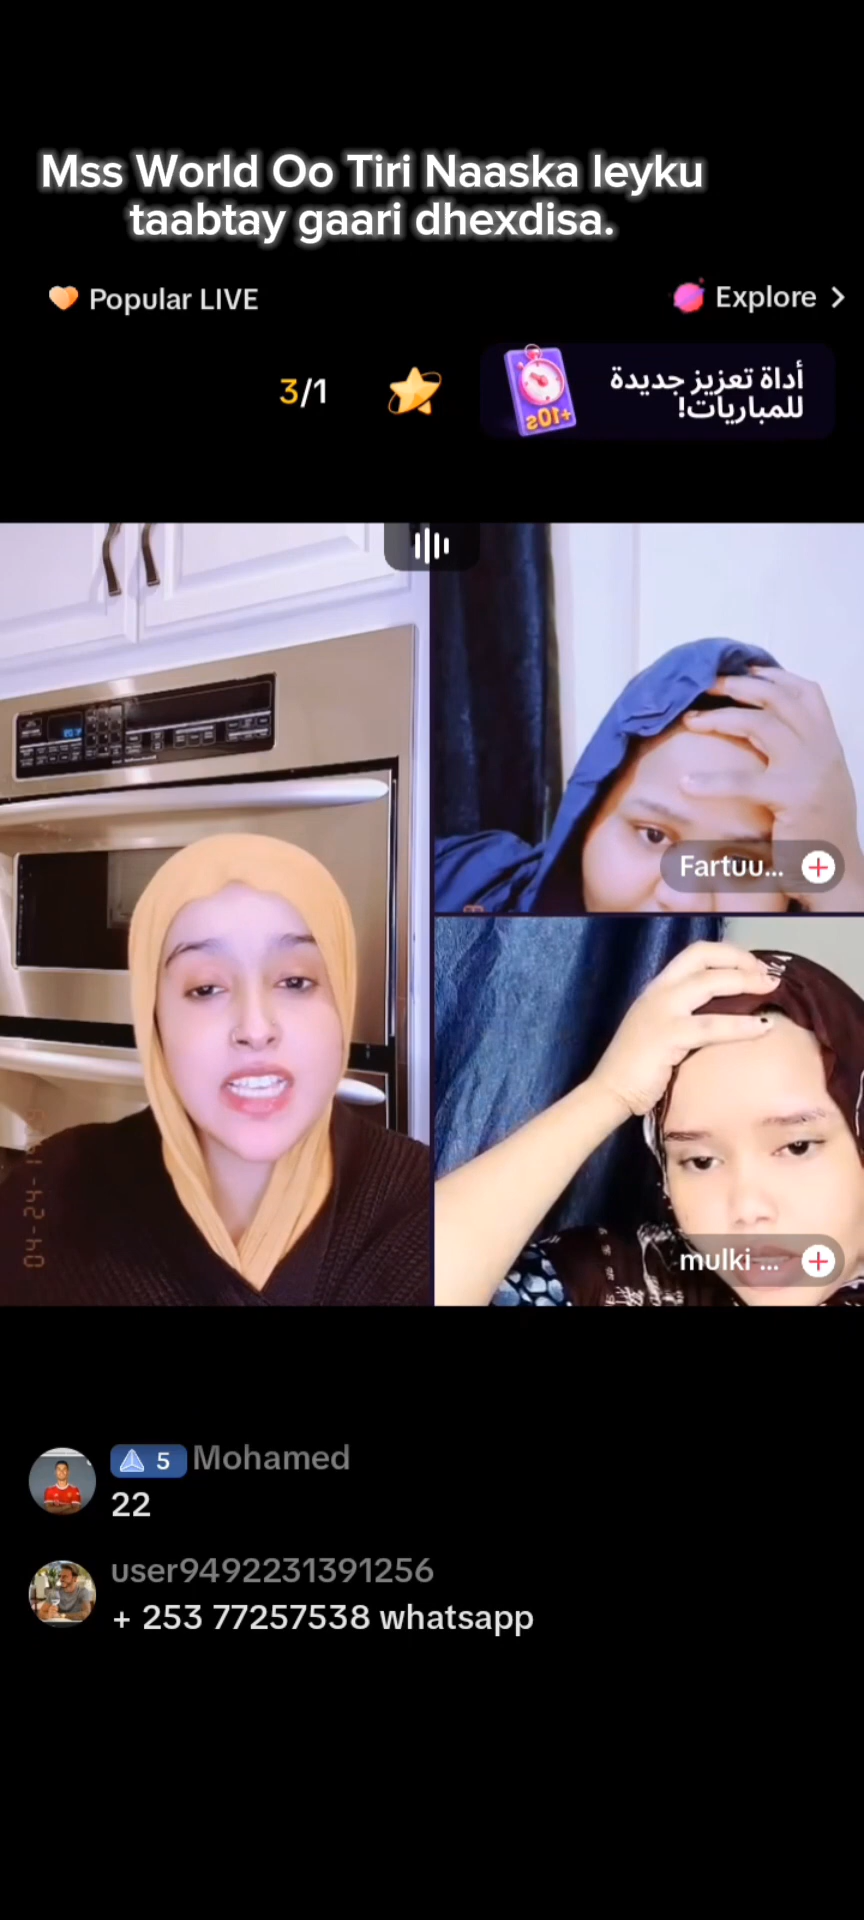 Mss World Oo Tiri Naaska leyku
taabtay gaari dhexdisa.
Popular LIVE
Explore
3/1
أداة تعزيز جديدة
للمباريات!
+10s
Fartuu...
mulki ...
5 Mohamed
22
user9492231391256
+ 253 77257538 whatsapp